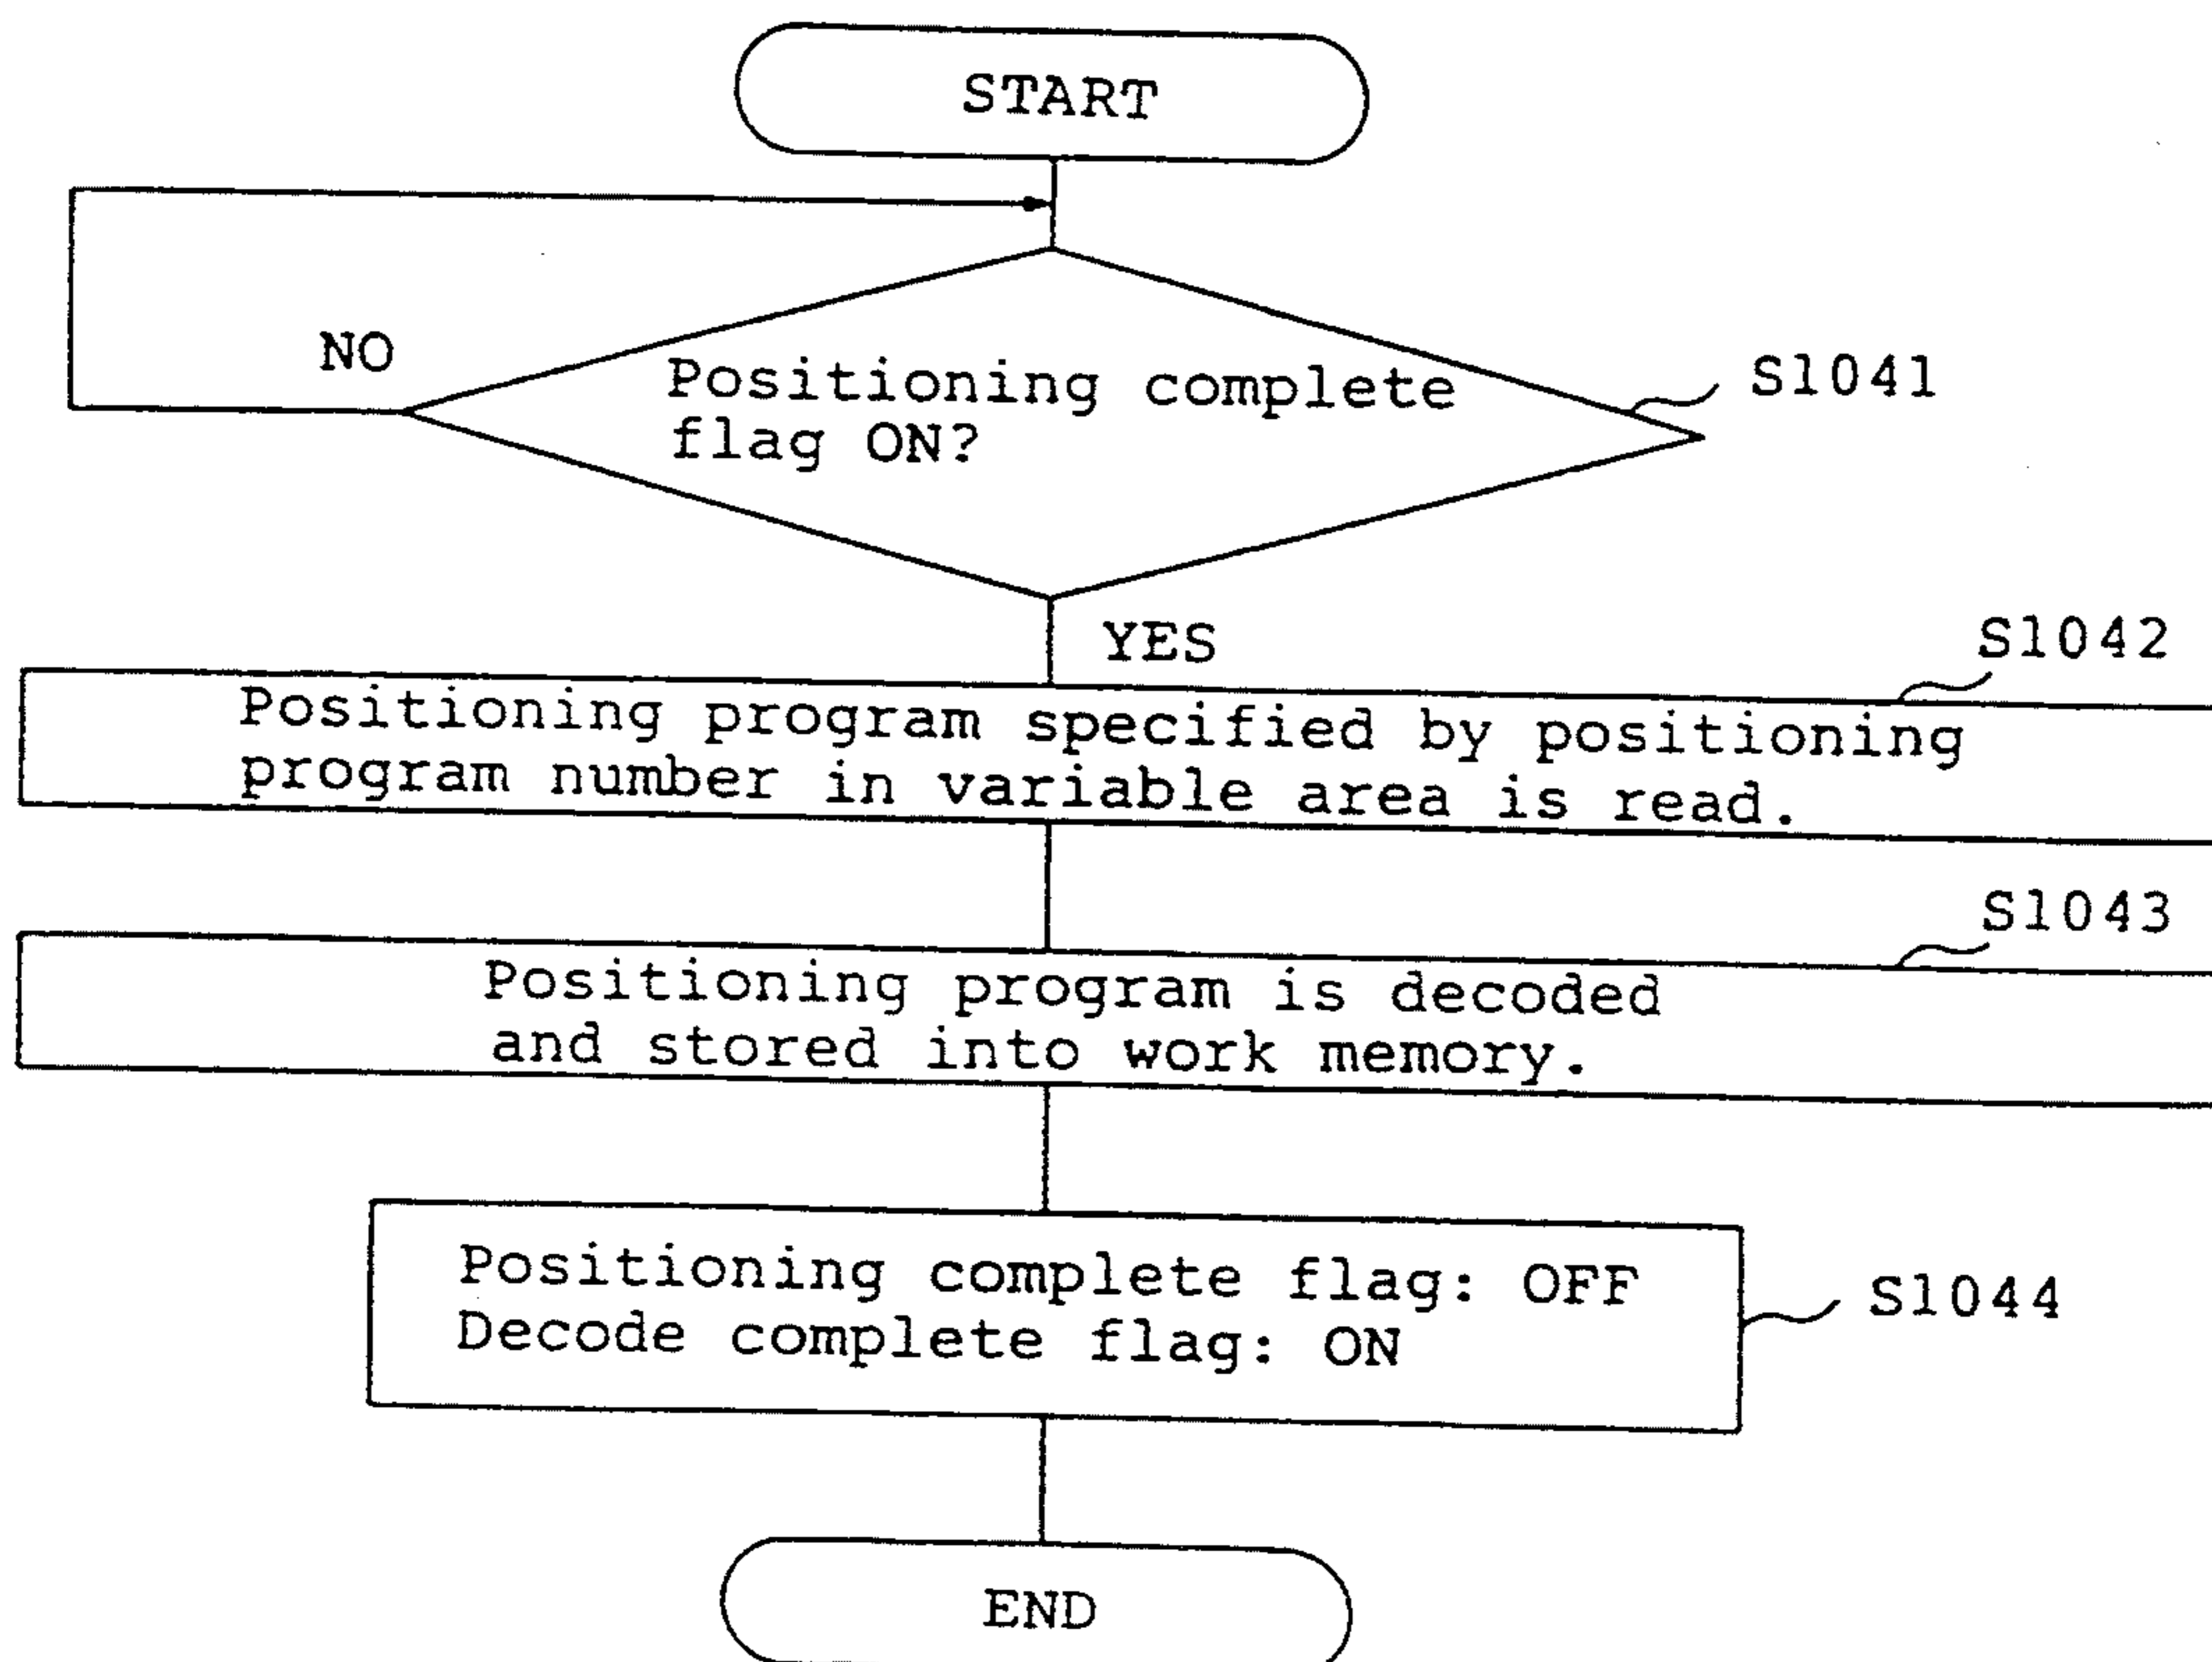 START
NO
Positioning complete
flag ON?
S1041
YES
S1042
Positioning program specified by positioning
program number in variable area is read.
S1043
Positioning program is decoded
and stored into work memory.
Positioning complete flag: OFF
Decode complete flag: ON
S1044
END